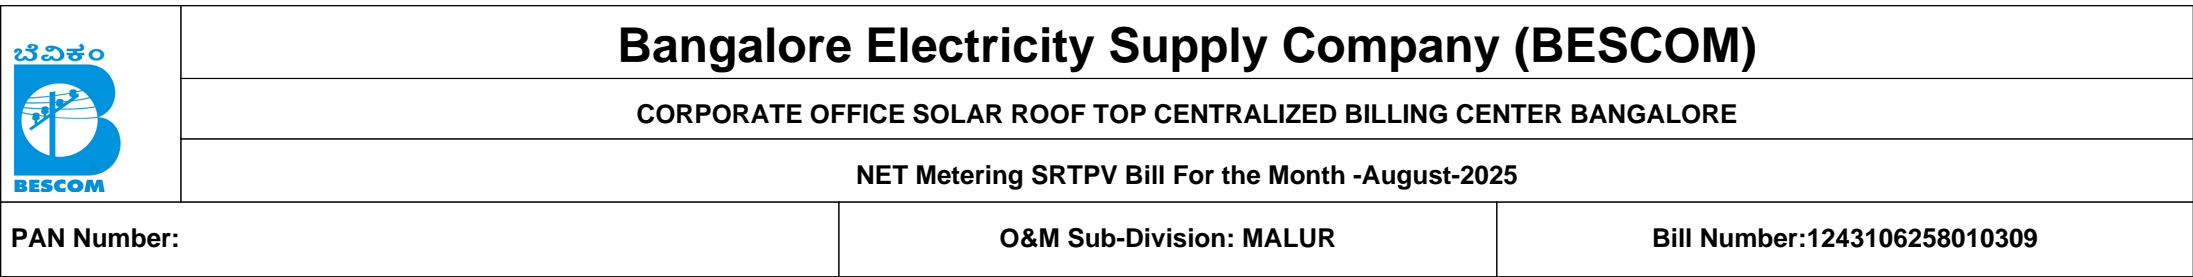 ಬೆವಿಕಂ
BESCOM
Bangalore Electricity Supply Company (BESCOM)
CORPORATE OFFICE SOLAR ROOF TOP CENTRALIZED BILLING CENTER BANGALORE
NET Metering SRTPV Bill For the Month -August-2025
PAN Number:
O&M Sub-Division: MALUR
Bill Number:1243106258010309